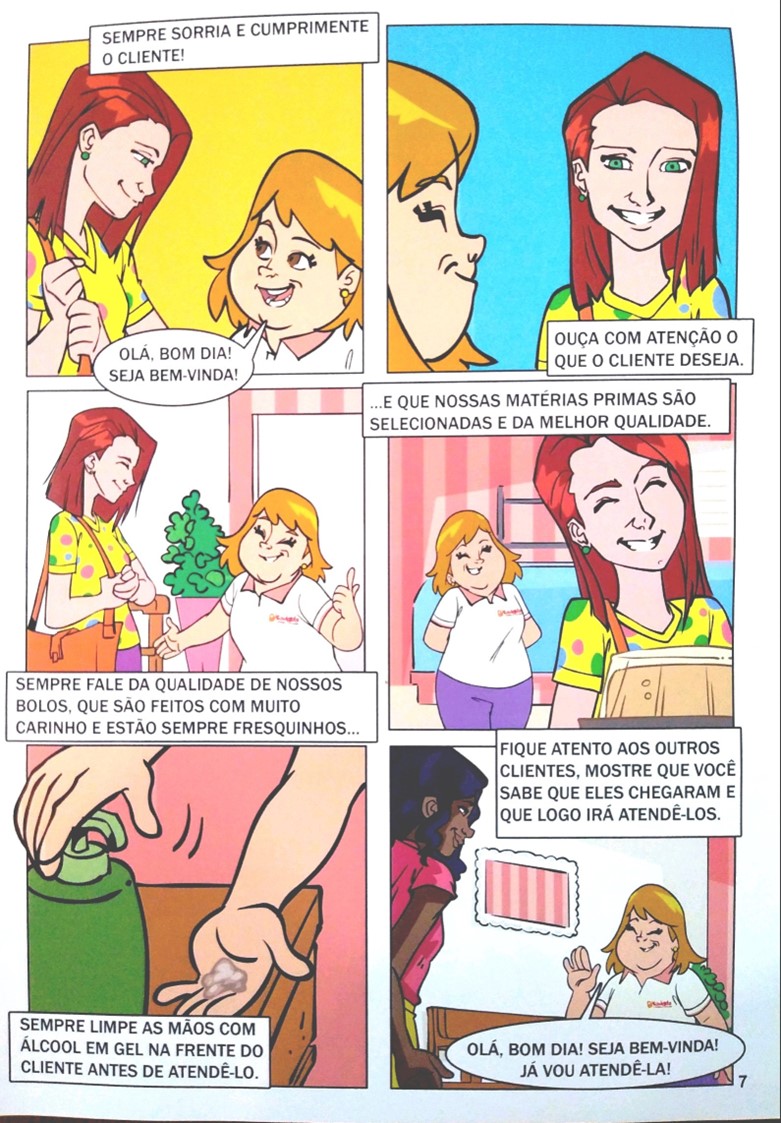 SEMPRE SORRIA E CUMPRIMENTE
O CLIENTE!
OLÁ, BOM DIA!
SEJA BEM-VINDA!
OUÇA COM ATENÇÃO O
QUE O CLIENTE DESEJA.
SEMPRE FALE DA QUALIDADE DE NOSSOS
BOLOS, QUE SÃO FEITOS COM MUITO
CARINHO E ESTÃO SEMPRE FRESQUINHOS...
...E QUE NOSSAS MATÉRIAS PRIMAS SÃO
SELECIONADAS E DA MELHOR QUALIDADE.
SEMPRE LIMPE AS MÃOS COM
ÁLCOOL EM GEL NA FRENTE DO
CLIENTE ANTES DE ATENDÊ-LO.
FIQUE ATENTO AOS OUTROS
CLIENTES, MOSTRE QUE VOCÊ
SABE QUE ELES CHEGARAM E
QUE LOGO IRÁ ATENDÊ-LOS.
OLÁ, BOM DIA! SEJA BEM-VINDA!
JÁ VOU ATENDÊ-LA!
7